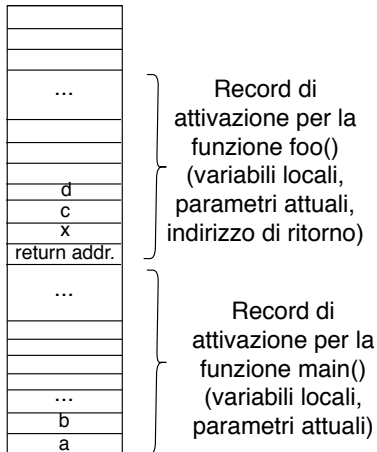 ...
d
c
x
return addr.
...
...
b
a
Record di
attivazione per la
funzione foo()
(variabili locali,
parametri attuali,
indirizzo di ritorno)
Record di
attivazione per la
funzione main()
(variabili locali,
parametri attuali)